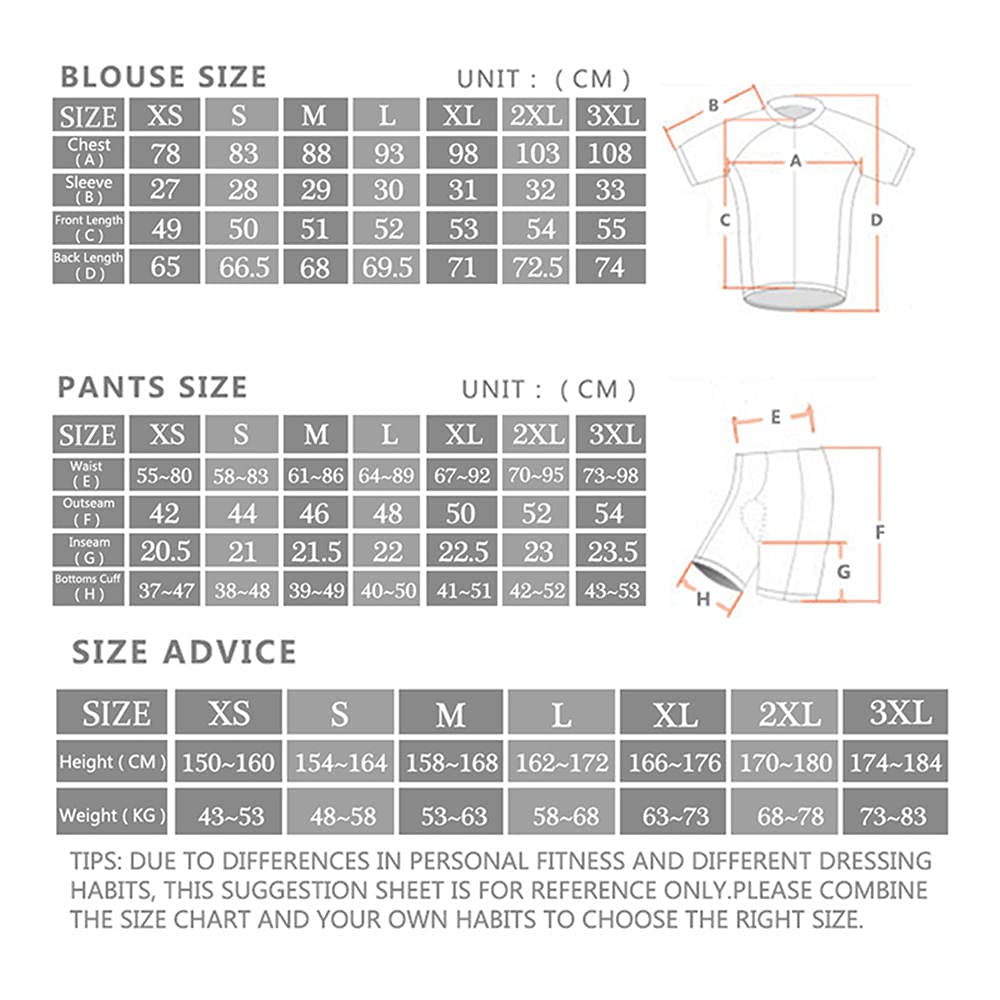 BLOUSE SIZE UNIT : ( CM )
SIZE XS S M L XL 2XL 3XL
Chest ( A ) 78 83 88 93 98 103 108
Sleeve ( B ) 27 28 29 30 31 32 33
Front Length ( C ) 49 50 51 52 53 54 55
Back Length ( D ) 65 66.5 68 69.5 71 72.5 74
B
A
C
D
PANTS SIZE UNIT : ( CM )
SIZE XS S M L XL 2XL 3XL
Waist ( E ) 55~80 58~83 61~86 64~89 67~92 70~95 73~98
Outseam ( F ) 42 44 46 48 50 52 54
Inseam ( G ) 20.5 21 21.5 22 22.5 23 23.5
Bottoms Cuff ( H ) 37~47 38~48 39~49 40~50 41~51 42~52 43~53
E
F
G
H
SIZE ADVICE
SIZE XS S M L XL 2XL 3XL
Height ( CM ) 150~160 154~164 158~168 162~172 166~176 170~180 174~184
Weight ( KG ) 43~53 48~58 53~63 58~68 63~73 68~78 73~83
TIPS: DUE TO DIFFERENCES IN PERSONAL FITNESS AND DIFFERENT DRESSING
HABITS, THIS SUGGESTION SHEET IS FOR REFERENCE ONLY.PLEASE COMBINE
THE SIZE CHART AND YOUR OWN HABITS TO CHOOSE THE RIGHT SIZE.